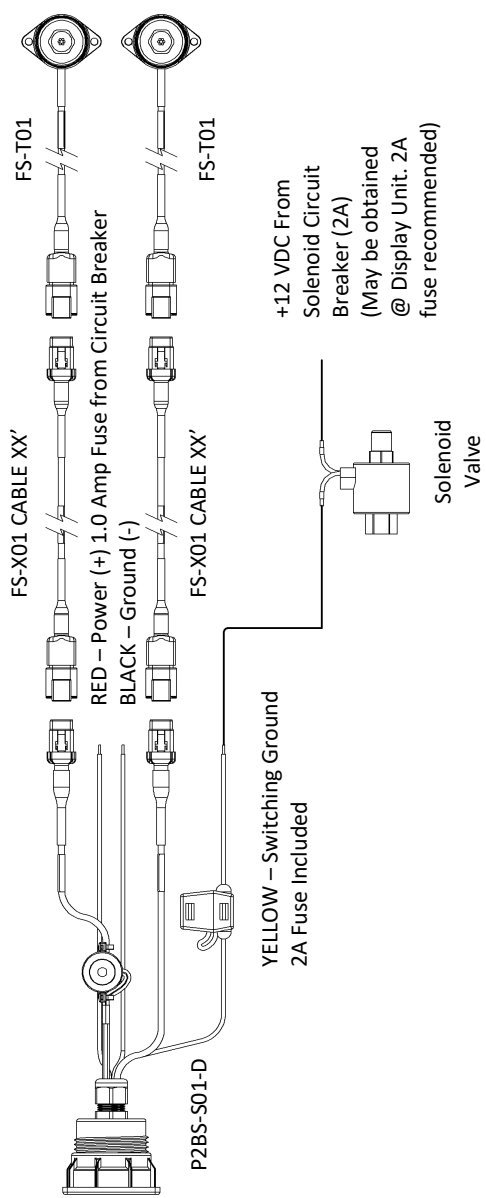 FS-T01
FS-T01
FS-X01 CABLE XX’
RED – Power (+) 1.0 Amp Fuse from Circuit Breaker
BLACK – Ground (-)
FS-X01 CABLE XX’
+12 VDC From
Solenoid Circuit
Breaker (2A)
(May be obtained
@ Display Unit. 2A
fuse recommended)
Solenoid
Valve
YELLOW – Switching Ground
2A Fuse Included
P2BS-S01-D